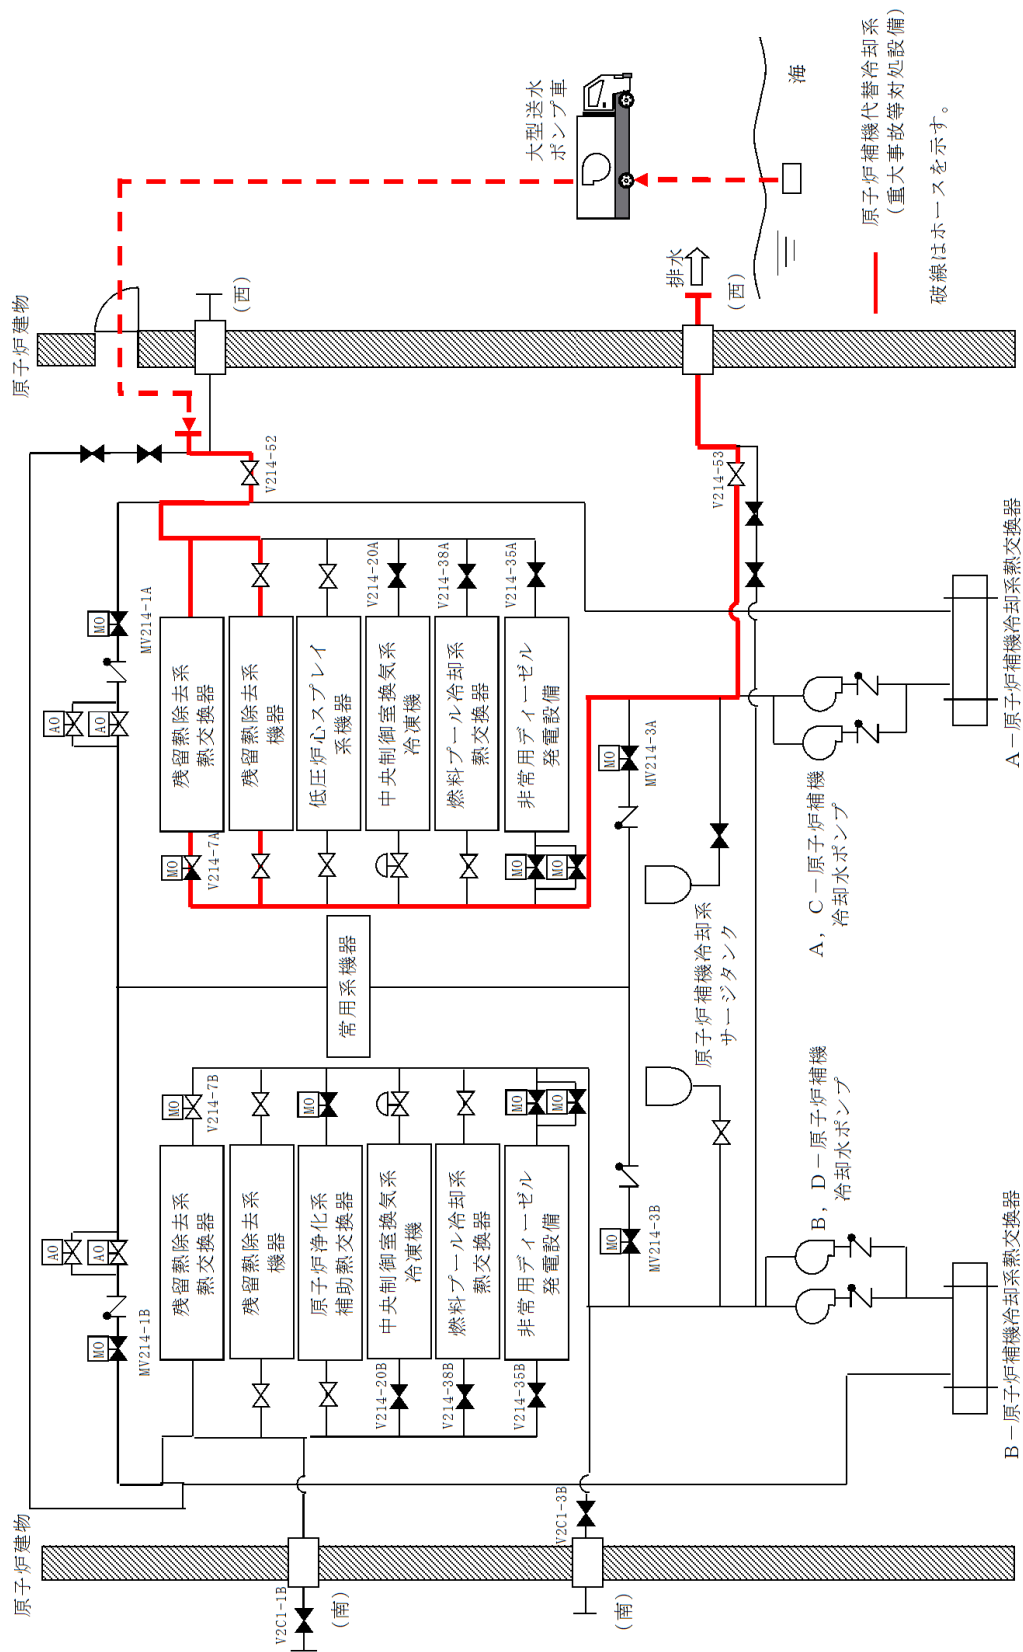 原子炉建物
原子炉建物
V2C1-1B
(南)
V2C1-3B
(南)
MO
MV214-1B
AO
AO
AO
AO
MO
MV214-1A
残留熱除去系
熱交換器
残留熱除去系
機器
原子炉浄化系
補助熱交換器
中央制御室換気系
冷凍機
燃料プール冷却系
熱交換器
非常用ディーゼル
発電設備
V214-20B
V214-38B
V214-35B
MO
V214-7B
MO
MO
MO
常用系機器
MO
V214-7A
MO
MO
残留熱除去系
熱交換器
残留熱除去系
機器
低圧炉心スプレイ
系機器
中央制御室換気系
冷凍機
燃料プール冷却系
熱交換器
非常用ディーゼル
発電設備
V214-20A
V214-38A
V214-35A
V214-52
(西)
V214-53
排水
(西)
大型送水
ポンプ車
海
MO
MV214-3B
MO
MV214-3A
原子炉補機冷却系
サージタンク
B, D-原子炉補機
冷却水ポンプ
A, C-原子炉補機
冷却水ポンプ
B-原子炉補機冷却系熱交換器
A-原子炉補機冷却系熱交換器
原子炉補機代替冷却系
(重大事故等対処設備)
破線はホースを示す。